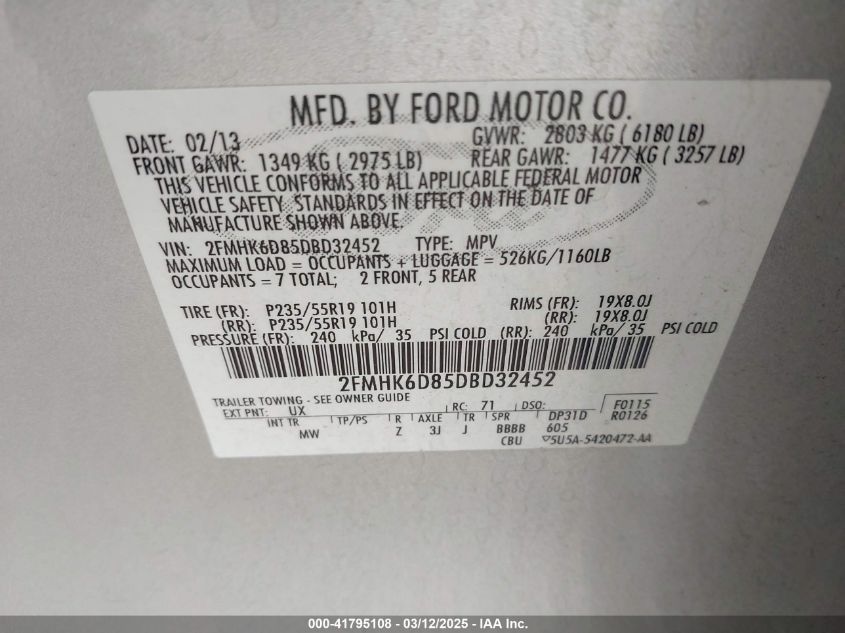 MFD. BY FORD MOTOR CO.
DATE: 02/13 GVWR: 2803 KG ( 6180 LB)
FRONT GAWR: 1349 KG ( 2975 LB) REAR GAWR: 1477 KG ( 3257 LB)
THIS VEHICLE CONFORMS TO ALL APPLICABLE FEDERAL MOTOR
VEHICLE SAFETY STANDARDS IN EFFECT ON THE DATE OF
MANUFACTURE SHOWN ABOVE.
VIN: 2FMHK6D85DBD32452 TYPE: MPV
MAXIMUM LOAD = OCCUPANTS + LUGGAGE = 526KG/1160LB
OCCUPANTS = 7 TOTAL; 2 FRONT, 5 REAR
TIRE (FR): P235/55R19 101H RIMS (FR): 19X8.0J
(RR): P235/55R19 101H (RR): 19X8.0J
PRESSURE (FR): 240 kPa/ 35 PSI COLD (RR): 240 kPa/ 35 PSI COLD
2FMHK6D85DBD32452
TRAILER TOWING - SEE OWNER GUIDE
EXT PNT: UX RC: 71 DSO: F0115
INT TR TP/PS R AXLE TR SPR DP31D R0126
MW Z 3J J BBBB 605
CBU 5U5A-5420472-AA
000-41795108 - 03/12/2025 - IAA Inc.